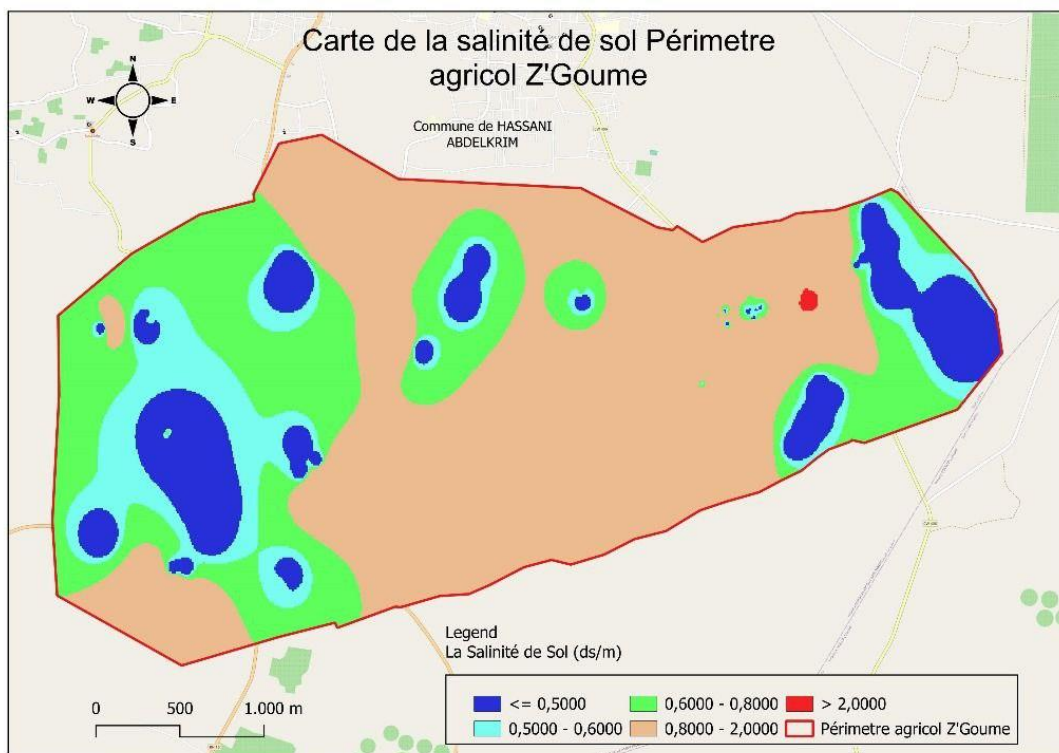 Carte de la salinité de sol Périmetre
agricol Z'Goume
N
W E
S
Commune de HASSANI
ABDELKRIM
Legend
La Salinité de Sol (ds/m)
<= 0,5000
0,6000 - 0,8000
> 2,0000
0,5000 - 0,6000
0,8000 - 2,0000
Périmetre agricol Z'Goume
0 500 1.000 m